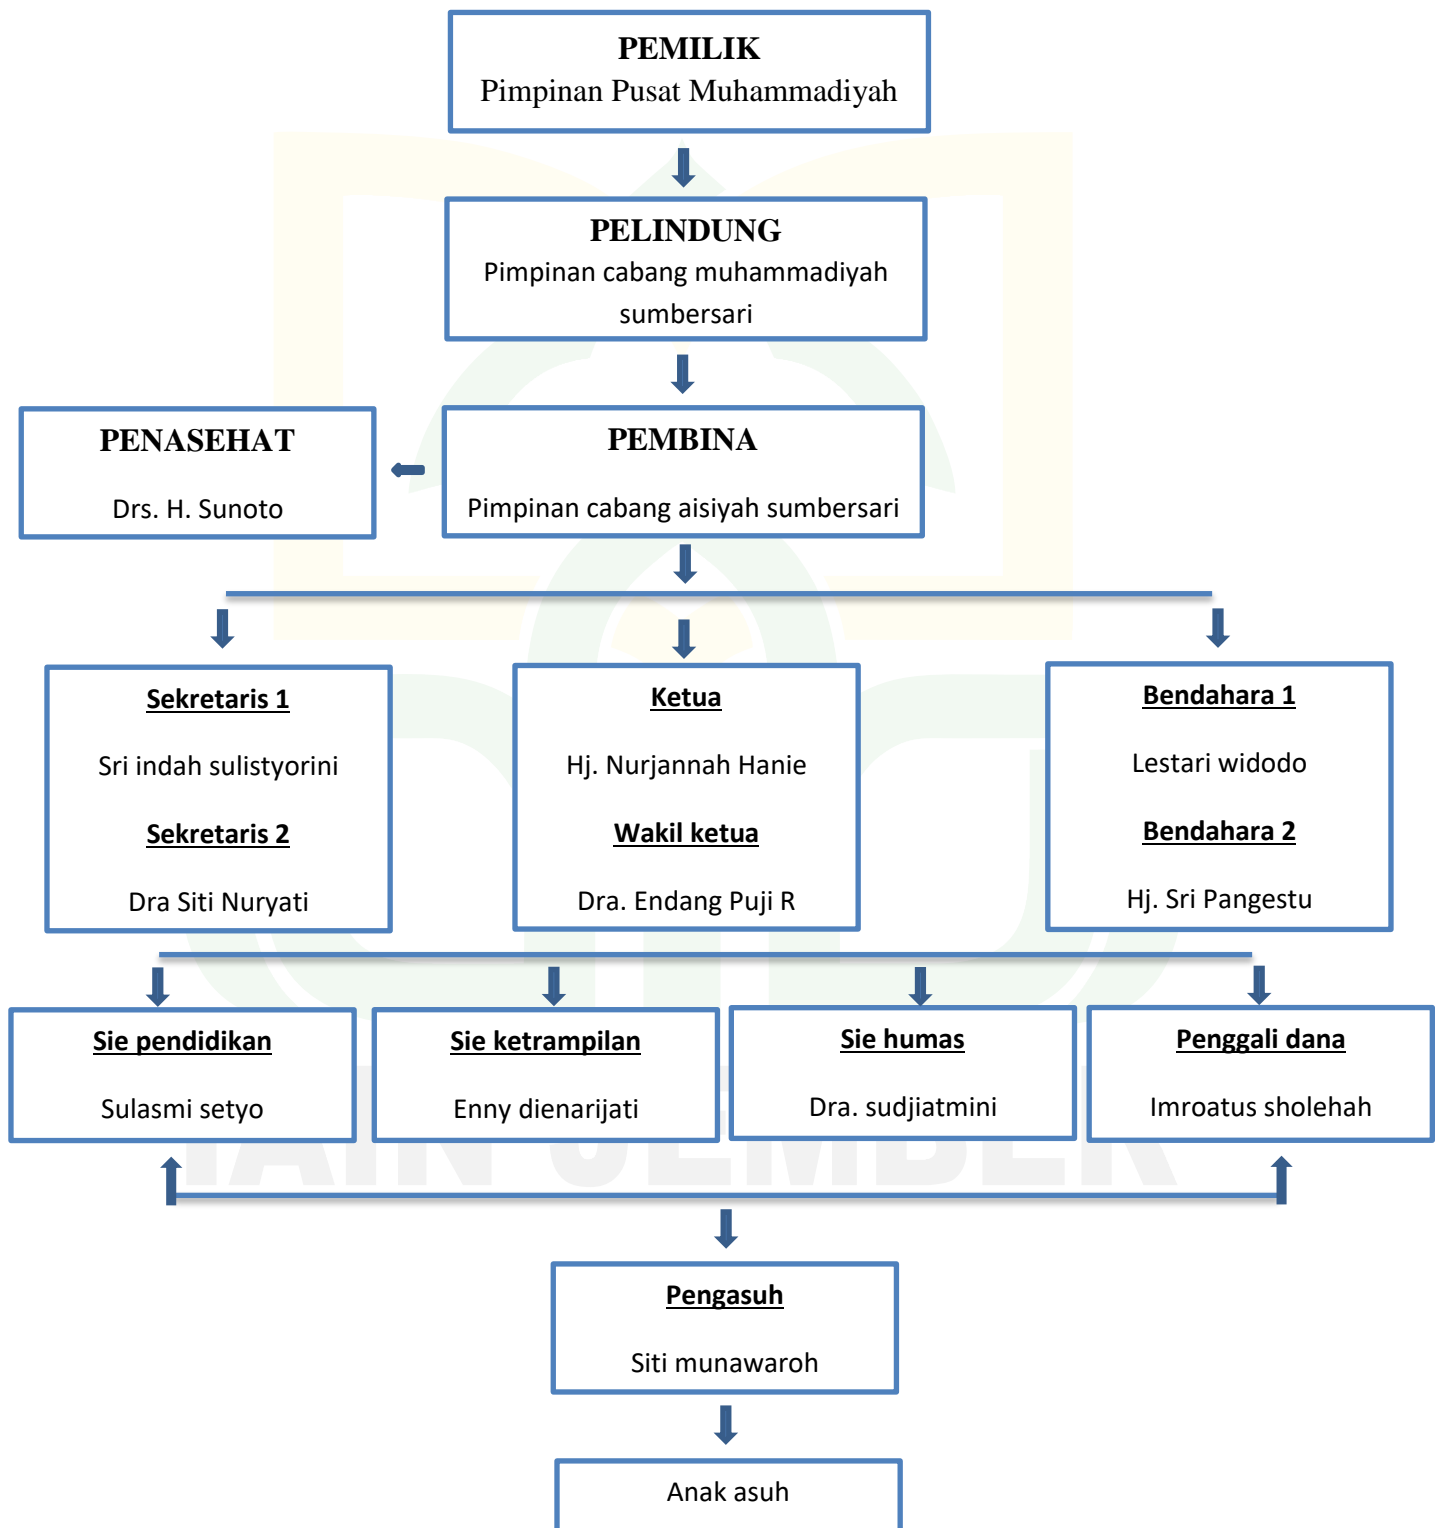 PEMILIK
Pimpinan Pusat Muhammadiyah
PELINDUNG
Pimpinan cabang muhammadiyah
sumbersari
PENASEHAT
Drs. H. Sunoto
PEMBINA
Pimpinan cabang aisiyah sumbersari
Sekretaris 1
Sri indah sulistyorini
Sekretaris 2
Dra Siti Nuryati
Ketua
Hj. Nurjannah Hanie
Wakil ketua
Dra. Endang Puji R
Bendahara 1
Lestari widodo
Bendahara 2
Hj. Sri Pangestu
Sie pendidikan
Sulasmi setyo
Sie ketrampilan
Enny dienarijati
Sie humas
Dra. sudjiatmini
Penggali dana
Imroatus sholehah
IAIN JEMBER
Pengasuh
Siti munawaroh
Anak asuh